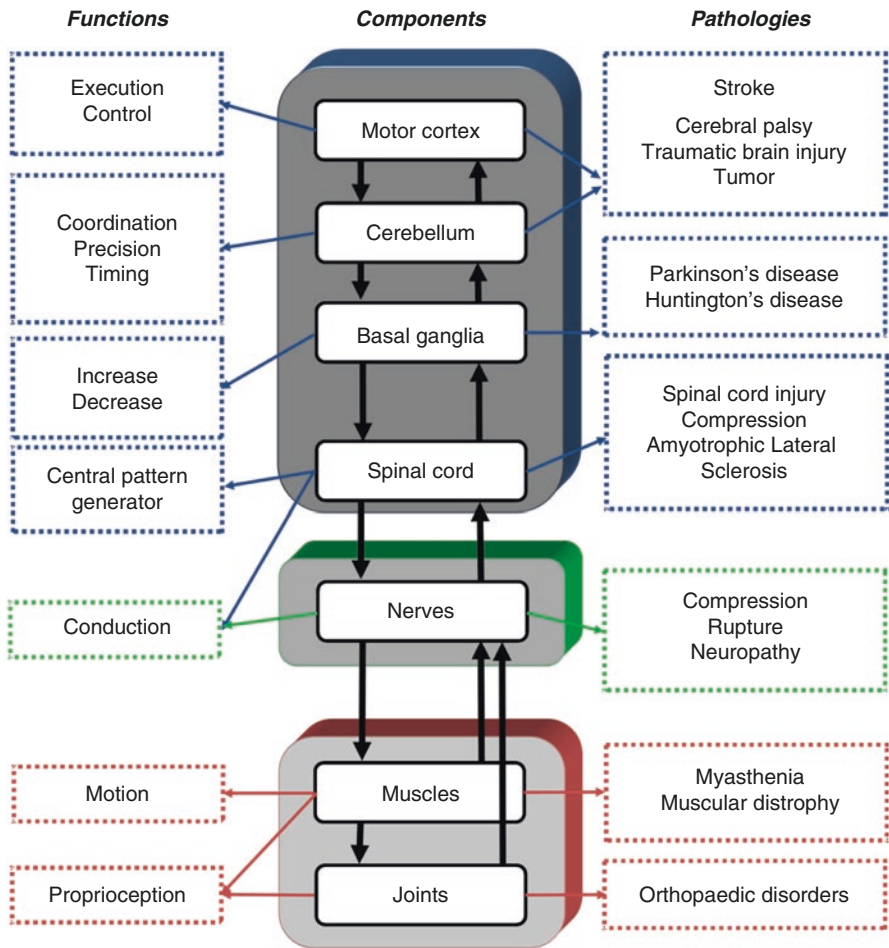 Functions
Components
Pathologies
Execution
Control
Motor cortex
Stroke
Cerebral palsy
Traumatic brain injury
Tumor
Coordination
Precision
Timing
Cerebellum
Parkinson's disease
Huntington's disease
Basal ganglia
Increase
Decrease
Spinal cord injury
Compression
Amyotrophic Lateral
Sclerosis
Central pattern
generator
Spinal cord
Conduction
Nerves
Compression
Rupture
Neuropathy
Motion
Muscles
Myasthenia
Muscular distrophy
Proprioception
Joints
Orthopaedic disorders